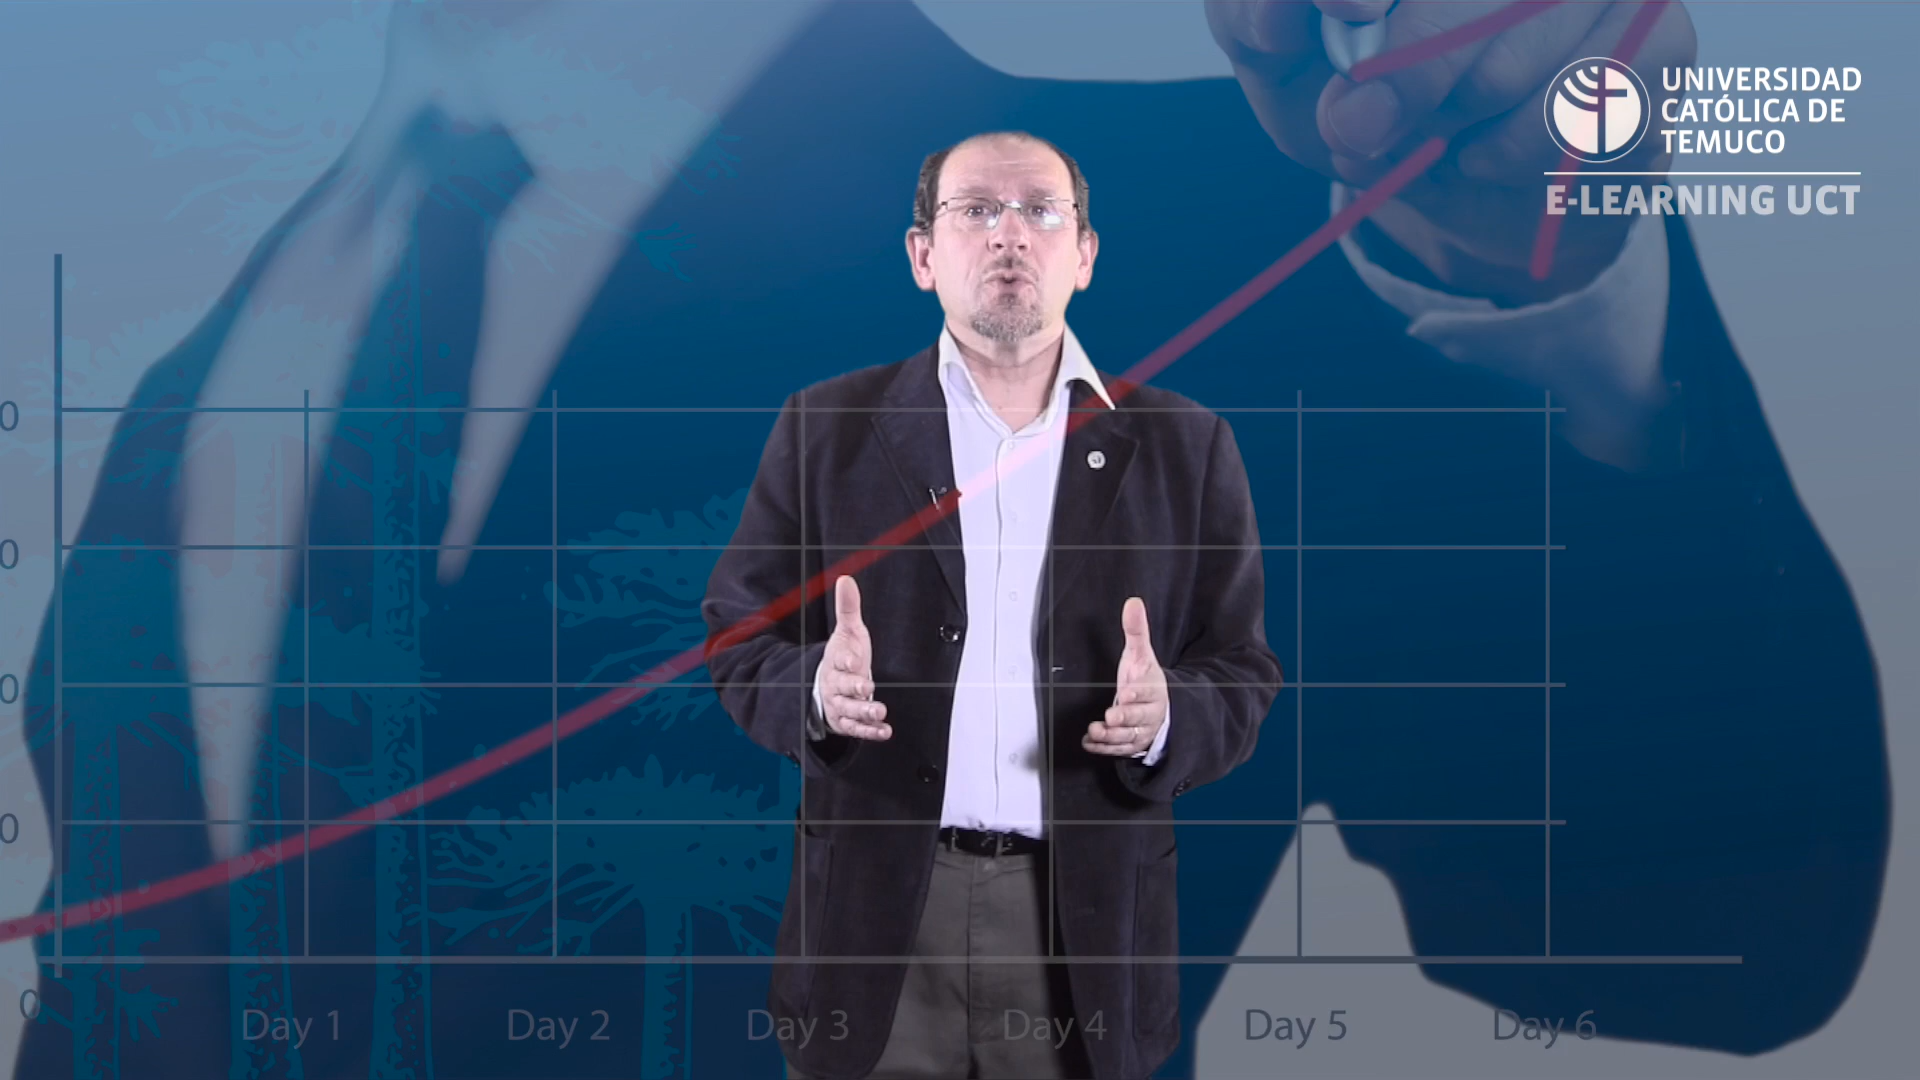 UNIVERSIDAD
CATÓLICA DE
TEMUCO
E-LEARNING UCT
0
0
0
0
0
Day 1
Day 2
Day 3
Day 4
Day 5
Day 6